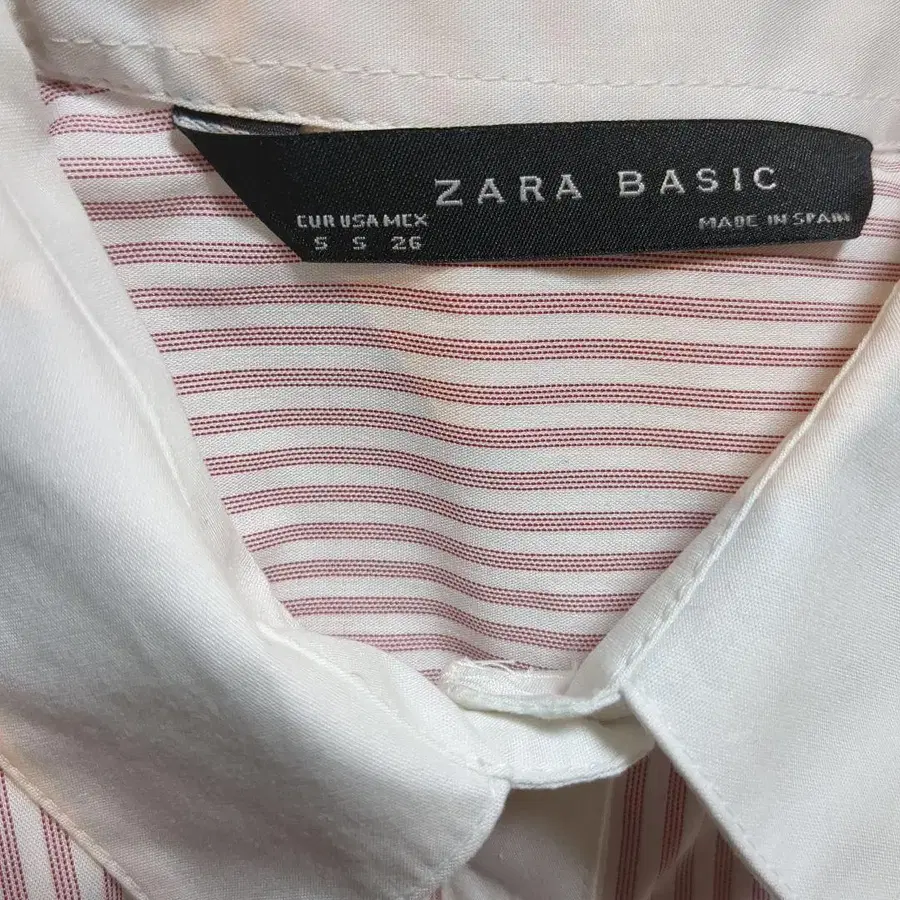 ZARA BASIC
EUR USA MEX
S S 26
MADE IN SPAIN